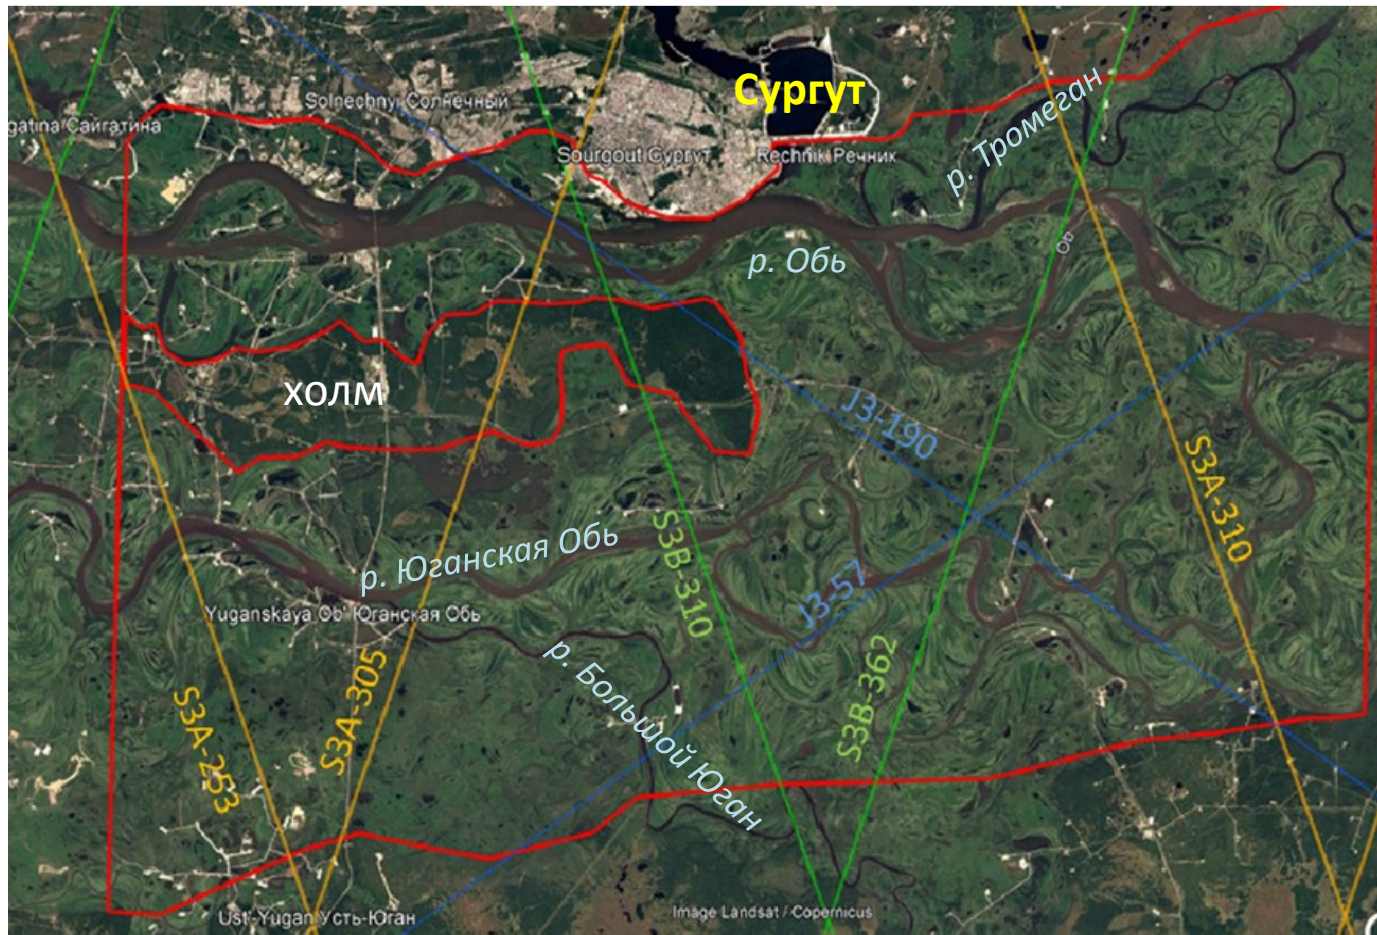 Сургут
Solnechnyi Солнечный
gatina Сайгатина
Sourgout Сургут
Rechnik Речник
р. Тромеган
р. Обь
Ob
холм
J3-190
S3A-310
р. Юганская Обь
S3B-310
J3-57
Yuganskaya Ob' Юганская Обь
р. Большой Юган
S3B-362
S3A-305
S3A-253
Ust'-Yugan Усть-Юган
Image Landsat / Copernicus